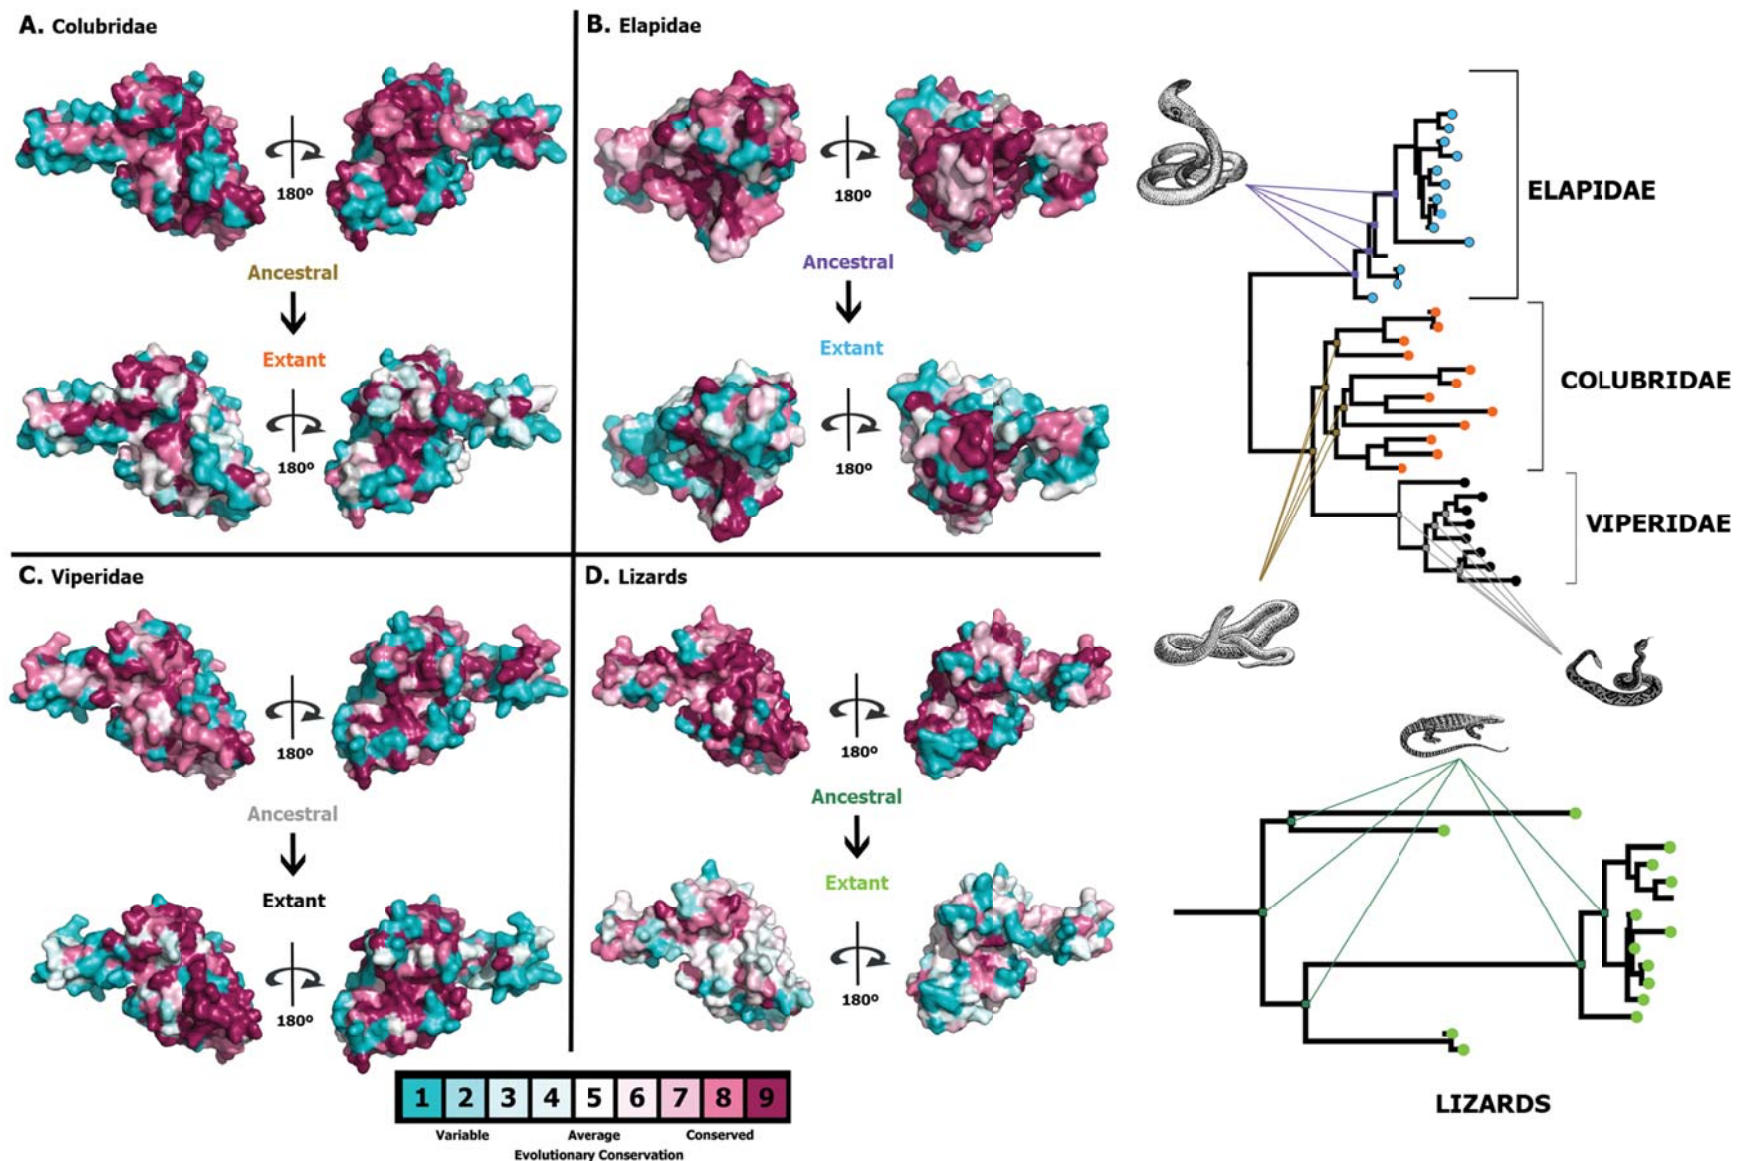 A. Colubridae
180º
Ancestral
Extant
180º
B. Elapidae
180º
Ancestral
Extant
180º
C. Viperidae
180º
Ancestral
Extant
180º
D. Lizards
180º
Ancestral
Extant
180º
1 2 3 4 5 6 7 8 9
Variable Average Conserved
Evolutionary Conservation
ELAPIDAE
COLUBRIDAE
VIPERIDAE
LIZARDS